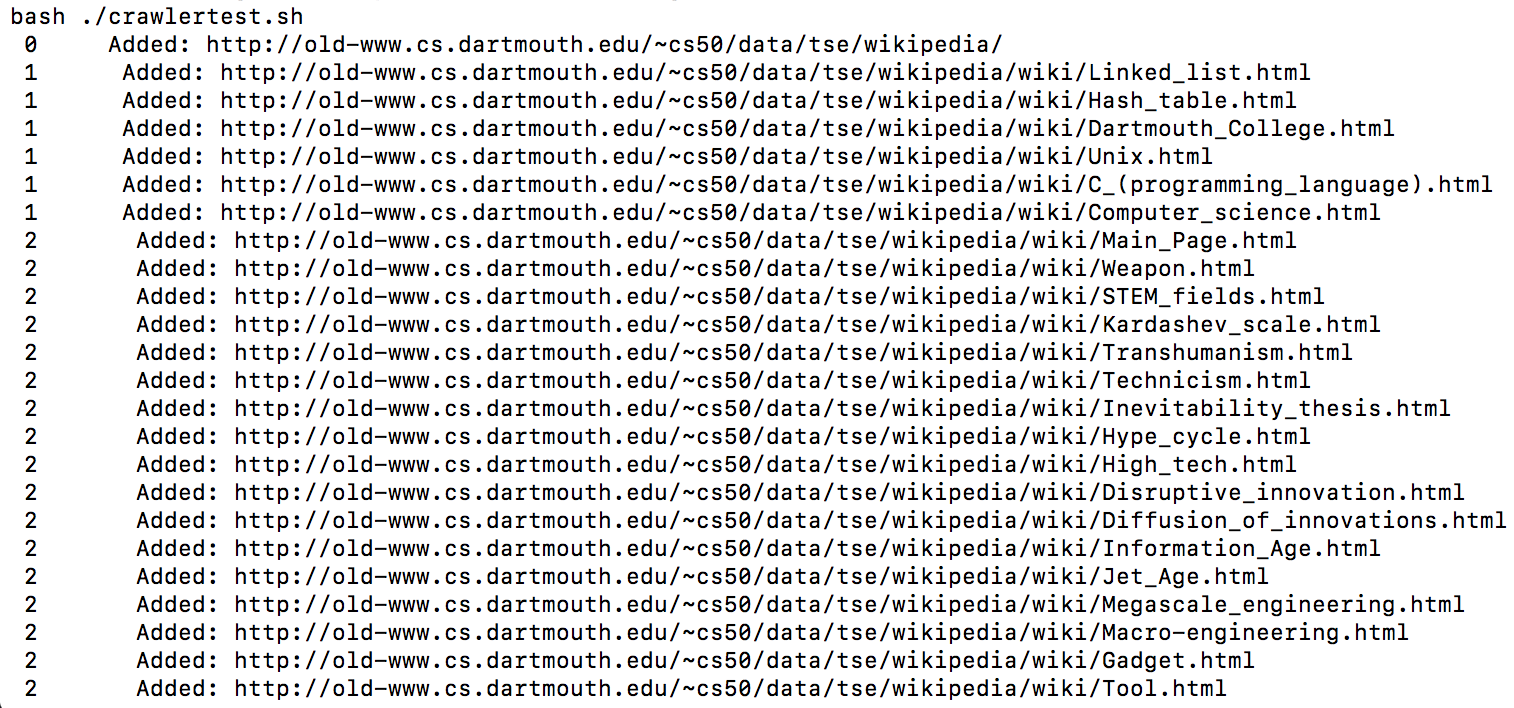 bash ./crawlertest.sh
0 Added: http://old-www.cs.dartmouth.edu/~cs50/data/tse/wikipedia/
1 Added: http://old-www.cs.dartmouth.edu/~cs50/data/tse/wikipedia/wiki/Linked_list.html
1 Added: http://old-www.cs.dartmouth.edu/~cs50/data/tse/wikipedia/wiki/Hash_table.html
1 Added: http://old-www.cs.dartmouth.edu/~cs50/data/tse/wikipedia/wiki/Dartmouth_College.html
1 Added: http://old-www.cs.dartmouth.edu/~cs50/data/tse/wikipedia/wiki/Unix.html
1 Added: http://old-www.cs.dartmouth.edu/~cs50/data/tse/wikipedia/wiki/C_(programming_language).html
1 Added: http://old-www.cs.dartmouth.edu/~cs50/data/tse/wikipedia/wiki/Computer_science.html
2 Added: http://old-www.cs.dartmouth.edu/~cs50/data/tse/wikipedia/wiki/Main_Page.html
2 Added: http://old-www.cs.dartmouth.edu/~cs50/data/tse/wikipedia/wiki/Weapon.html
2 Added: http://old-www.cs.dartmouth.edu/~cs50/data/tse/wikipedia/wiki/STEM_fields.html
2 Added: http://old-www.cs.dartmouth.edu/~cs50/data/tse/wikipedia/wiki/Kardashev_scale.html
2 Added: http://old-www.cs.dartmouth.edu/~cs50/data/tse/wikipedia/wiki/Transhumanism.html
2 Added: http://old-www.cs.dartmouth.edu/~cs50/data/tse/wikipedia/wiki/Technicism.html
2 Added: http://old-www.cs.dartmouth.edu/~cs50/data/tse/wikipedia/wiki/Inevitability_thesis.html
2 Added: http://old-www.cs.dartmouth.edu/~cs50/data/tse/wikipedia/wiki/Hype_cycle.html
2 Added: http://old-www.cs.dartmouth.edu/~cs50/data/tse/wikipedia/wiki/High_tech.html
2 Added: http://old-www.cs.dartmouth.edu/~cs50/data/tse/wikipedia/wiki/Disruptive_innovation.html
2 Added: http://old-www.cs.dartmouth.edu/~cs50/data/tse/wikipedia/wiki/Diffusion_of_innovations.html
2 Added: http://old-www.cs.dartmouth.edu/~cs50/data/tse/wikipedia/wiki/Information_Age.html
2 Added: http://old-www.cs.dartmouth.edu/~cs50/data/tse/wikipedia/wiki/Jet_Age.html
2 Added: http://old-www.cs.dartmouth.edu/~cs50/data/tse/wikipedia/wiki/Megascale_engineering.html
2 Added: http://old-www.cs.dartmouth.edu/~cs50/data/tse/wikipedia/wiki/Macro-engineering.html
2 Added: http://old-www.cs.dartmouth.edu/~cs50/data/tse/wikipedia/wiki/Gadget.html
2 Added: http://old-www.cs.dartmouth.edu/~cs50/data/tse/wikipedia/wiki/Tool.html